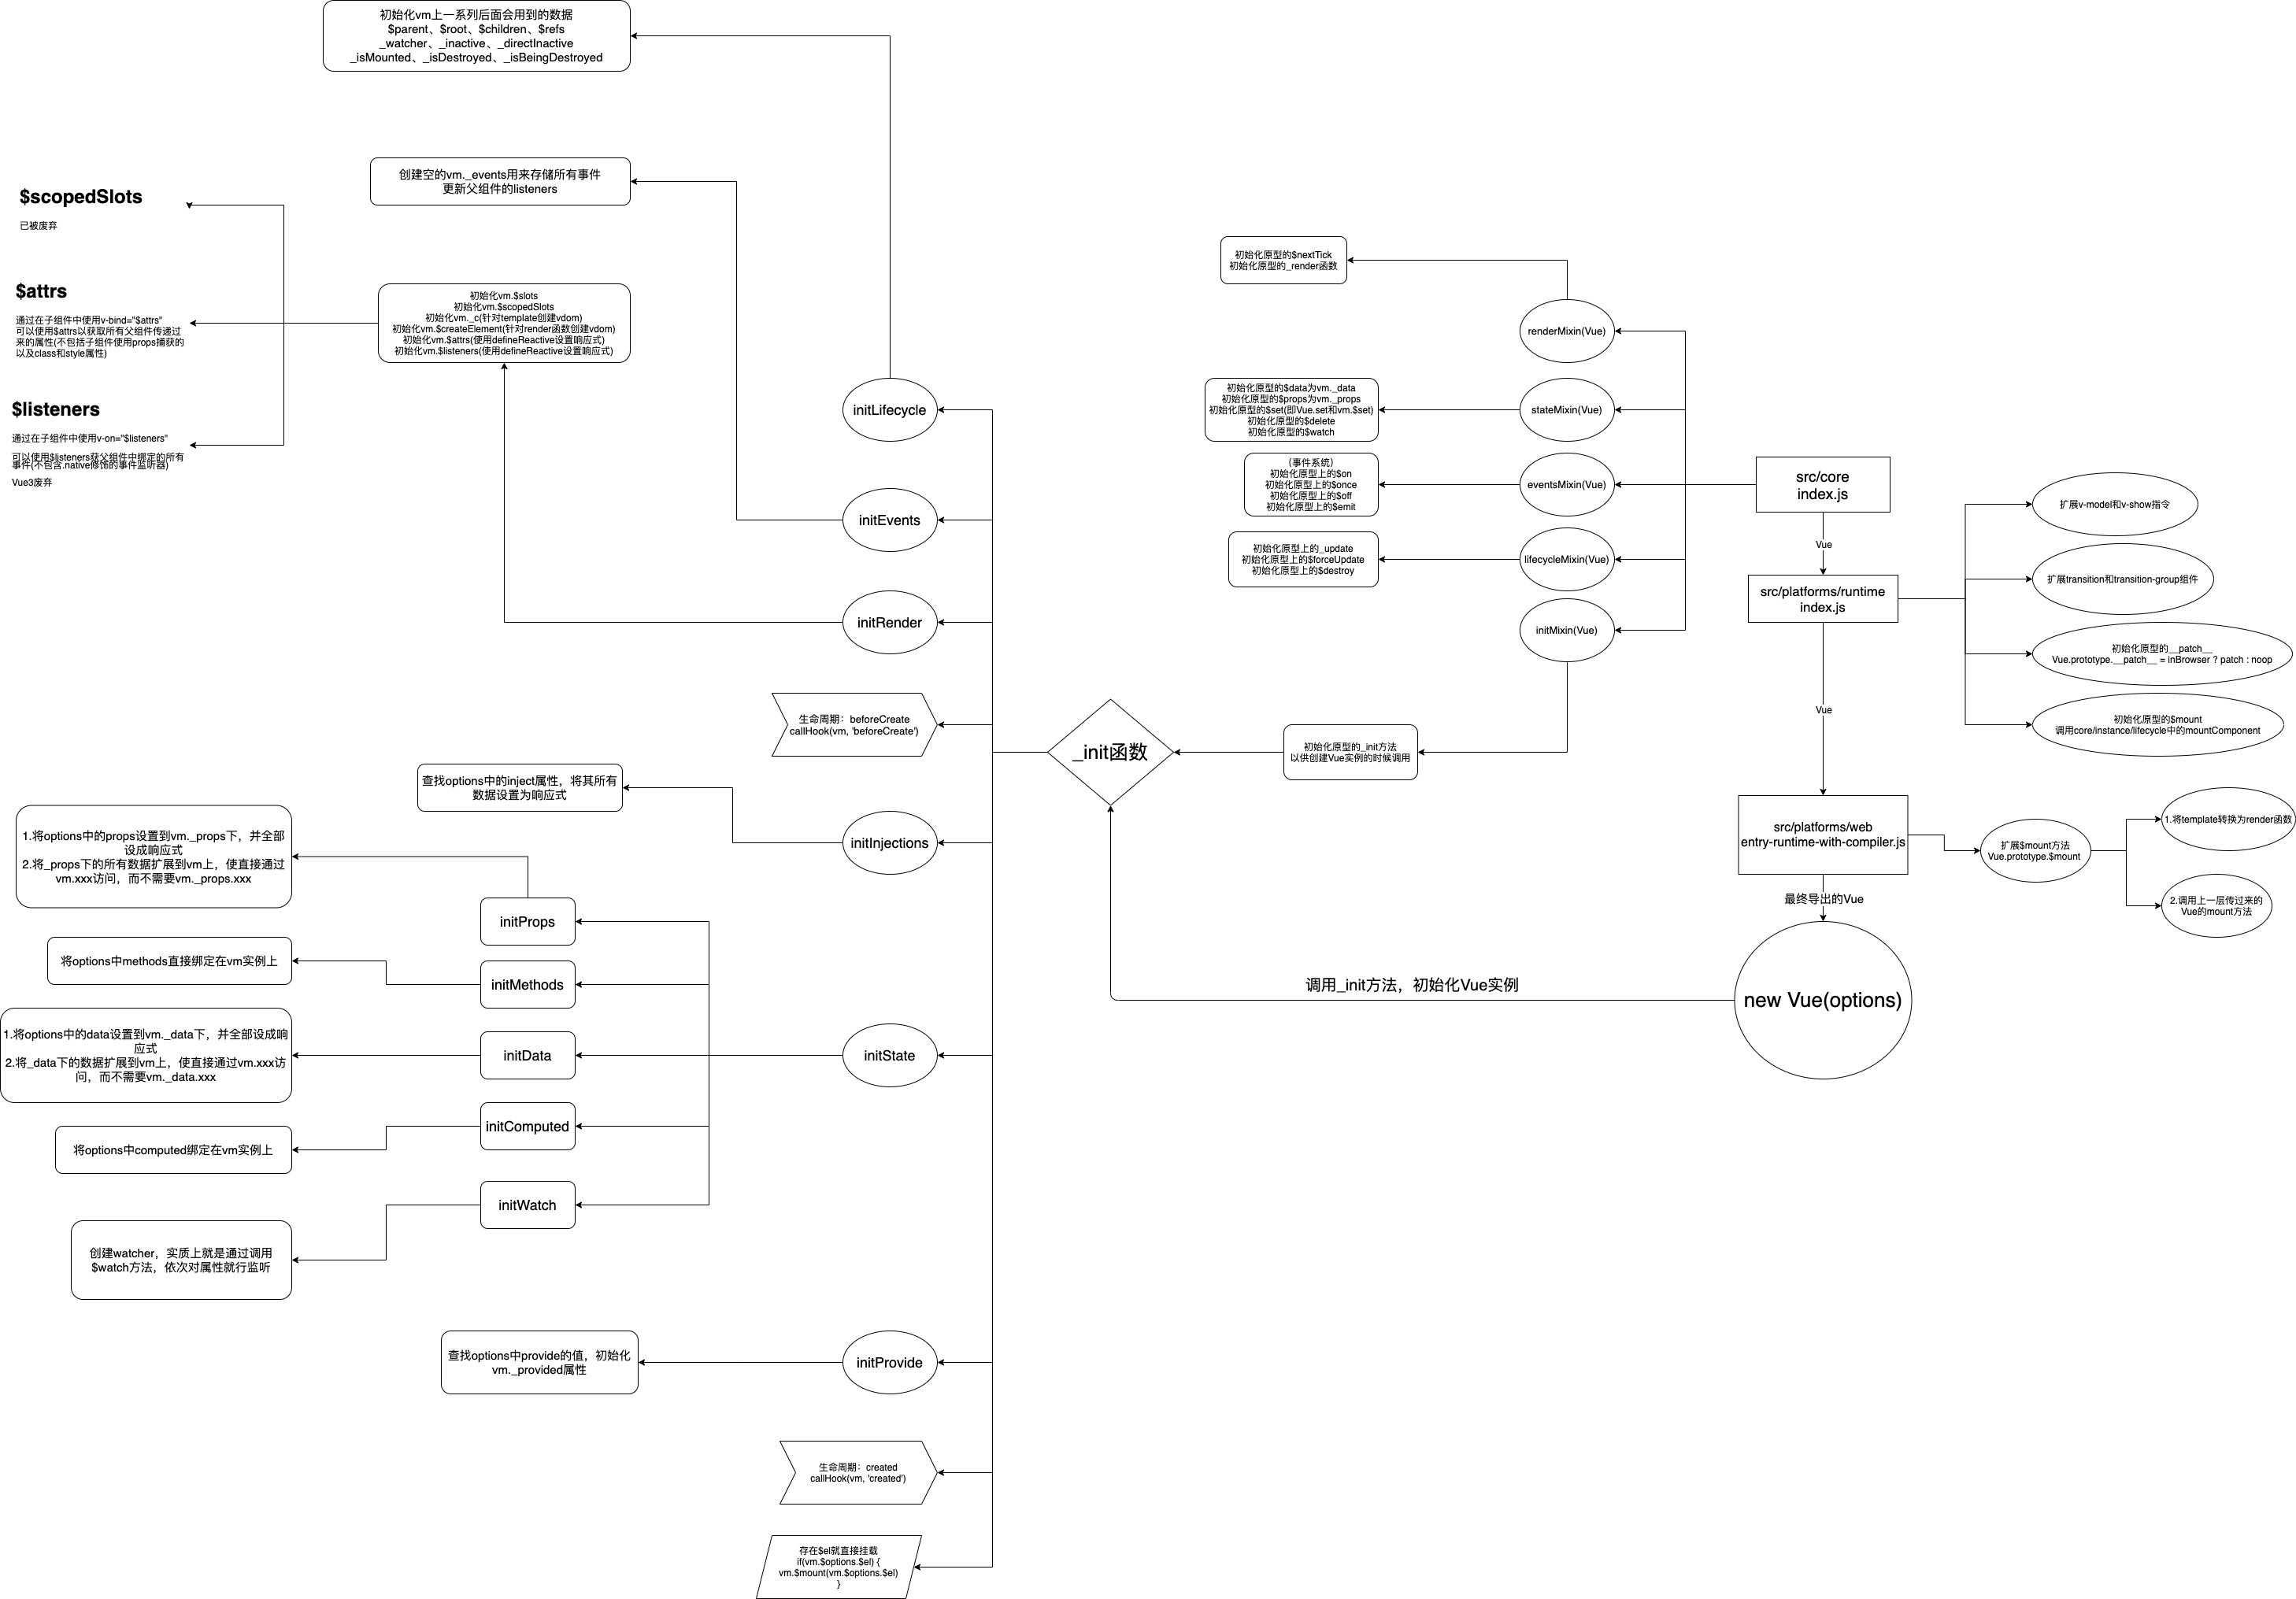 初始化vm上一系列后面会用到的数据
$parent、$root、$children、$refs
_watcher、_inactive、_directInactive
_isMounted、_isDestroyed、_isBeingDestroyed
创建空的vm._events用来存储所有事件
更新父组件的listeners
$scopedSlots
已被废弃
$attrs
通过在子组件中使用v-bind="$attrs"
可以使用$attrs以获取所有父组件传递过
来的属性(不包括子组件使用props捕获的
以及class和style属性)
$listeners
通过在子组件中使用v-on="$listeners"
可以使用$listeners获父组件中绑定的所有
事件(不包含.native修饰的事件监听器)
Vue3废弃
初始化vm.$slots
初始化vm.$scopedSlots
初始化vm._c(针对template创建vdom)
初始化vm.$createElement(针对render函数创建vdom)
初始化vm.$attrs(使用defineReactive设置响应式)
初始化vm.$listeners(使用defineReactive设置响应式)
initLifecycle
initEvents
initRender
生命周期：beforeCreate
callHook(vm, 'beforeCreate')
查找options中的inject属性，将其所有
数据设置为响应式
initInjections
1.将options中的props设置到vm._props下，并全部
设成响应式
2.将_props下的所有数据扩展到vm上，使直接通过
vm.xxx访问，而不需要vm._props.xxx
initProps
将options中methods直接绑定在vm实例上
initMethods
1.将options中的data设置到vm._data下，并全部设成响
应式
2.将_data下的数据扩展到vm上，使直接通过vm.xxx访
问，而不需要vm._data.xxx
initData
initState
将options中computed绑定在vm实例上
initComputed
initWatch
创建watcher，实质上就是通过调用
$watch方法，依次对属性就行监听
查找options中provide的值，初始化
vm._provided属性
initProvide
生命周期：created
callHook(vm, 'created')
存在$el就直接挂载
if(vm.$options.$el) {
vm.$mount(vm.$options.$el)
}
_init函数
初始化原型的_init方法
以供创建Vue实例的时候调用
初始化原型的$nextTick
初始化原型的_render函数
renderMixin(Vue)
初始化原型的$data为vm._data
初始化原型的$props为vm._props
初始化原型的$set(即Vue.set和vm.$set)
初始化原型的$delete
初始化原型的$watch
stateMixin(Vue)
（事件系统）
初始化原型上的$on
初始化原型上的$once
初始化原型上的$off
初始化原型上的$emit
eventsMixin(Vue)
初始化原型上的_update
初始化原型上的$forceUpdate
初始化原型上的$destroy
lifecycleMixin(Vue)
initMixin(Vue)
src/core
index.js
Vue
src/platforms/runtime
index.js
Vue
扩展v-model和v-show指令
扩展transition和transition-group组件
初始化原型的__patch__
Vue.prototype.__patch__ = inBrowser ? patch : noop
初始化原型的$mount
调用core/instance/lifecycle中的mountComponent
src/platforms/web
entry-runtime-with-compiler.js
扩展$mount方法
Vue.prototype.$mount
1.将template转换为render函数
2.调用上一层传过来的
Vue的mount方法
最终导出的Vue
new Vue(options)
调用_init方法，初始化Vue实例